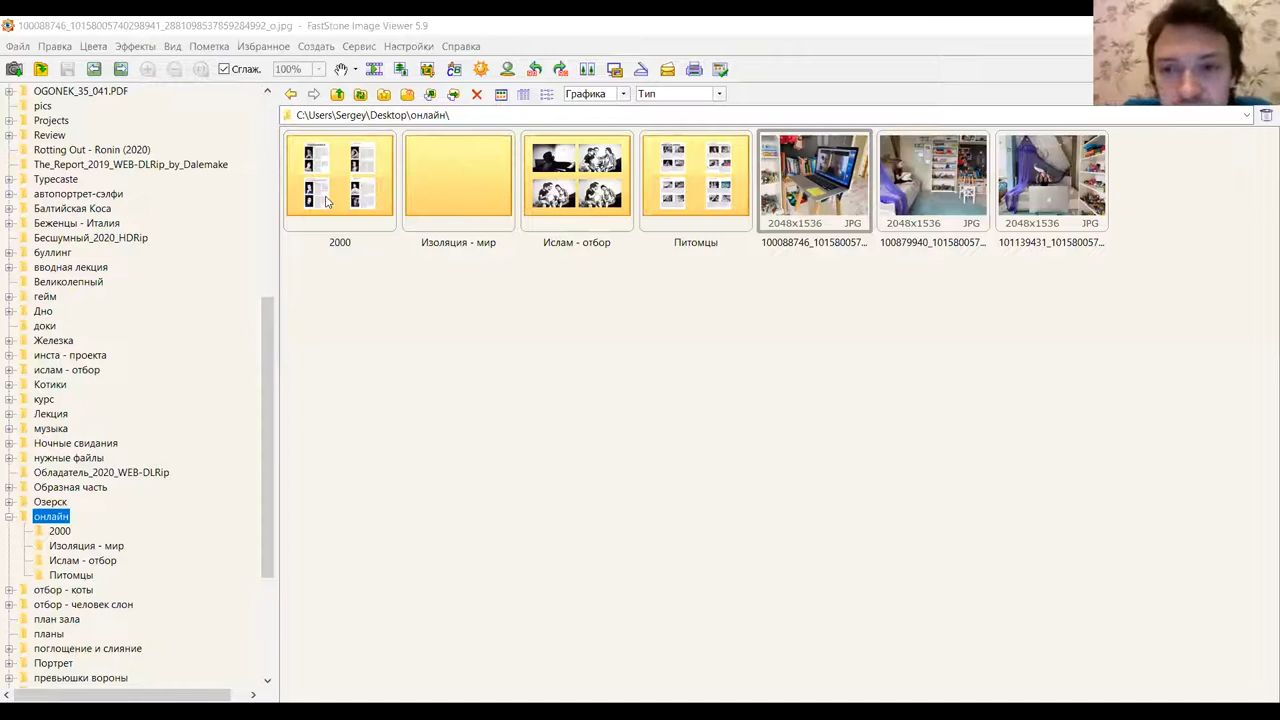 100088746_10158005740298941_2881098537859284992_o.jpg - FastStone Image Viewer 5.9
Файл Правка Цвета Эффекты Вид Пометка Избранное Создать Сервис Настройки Справка
Сглаж. 100%
Графика Тип
C:\Users\Sergey\Desktop\онлайн\
OGONEK_35_041.PDF
pics
Projects
Review
Rotting Out - Ronin (2020)
The_Report_2019_WEB-DLRip_by_Dalemake
Typecaste
автопортрет-сэлфи
Балтийская Коса
Беженцы - Италия
Бесшумный_2020_HDRip
буллинг
вводная лекция
Великолепный
гейм
Дно
доки
Железка
инста - проекта
ислам - отбор
Котики
курс
Лекция
музыка
Ночные свидания
нужные файлы
Обладатель_2020_WEB-DLRip
Образная часть
Озерск
онлайн
2000
Изоляция - мир
Ислам - отбор
Питомцы
отбор - коты
отбор - человек слон
план зала
планы
поглощение и слияние
Портрет
превьюшки вороны
2048x1536 JPG 2048x1536 JPG 2048x1536 JPG
2000 Изоляция - мир Ислам - отбор Питомцы 100088746_101580057... 100879940_101580057... 101139431_101580057...